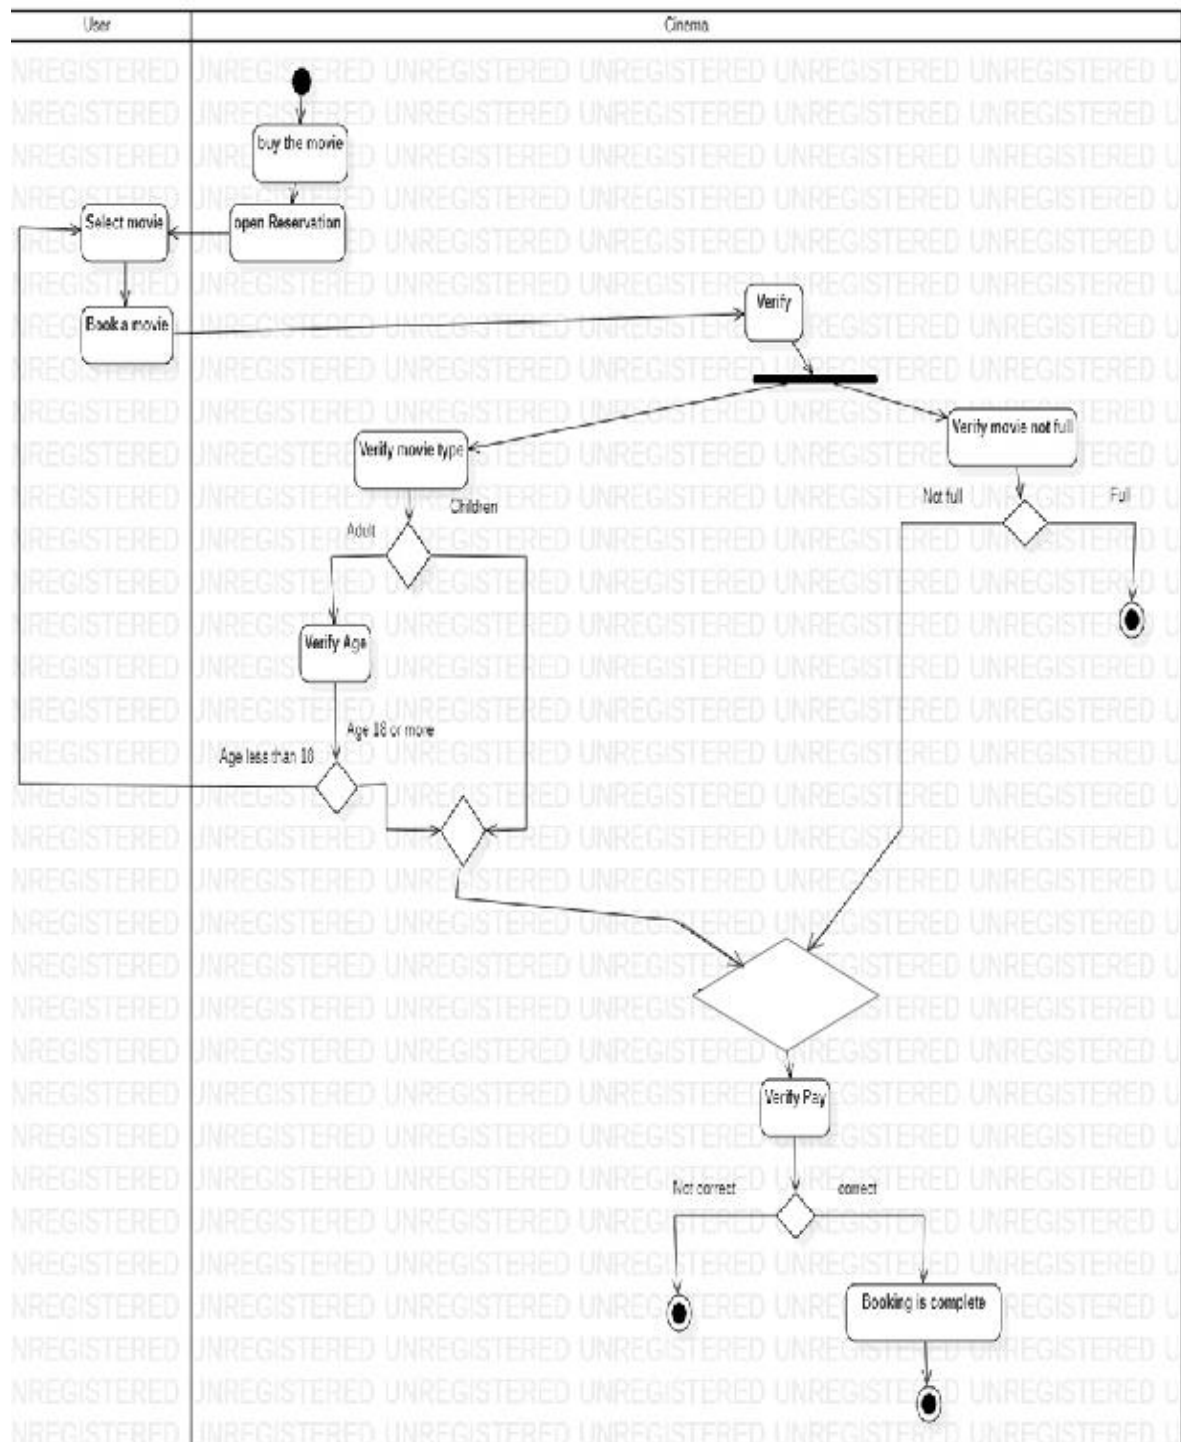 User
Cinema
buy the movie
Select movie
open Reservation
Verify
Book a movie
Verify movie not full
Verify movie type
Not full
Full
Children
Adult
Verify Age
Age 18 or more
Age less than 18
Verify Pay
Not correct
correct
Booking is complete
UNREGISTERED